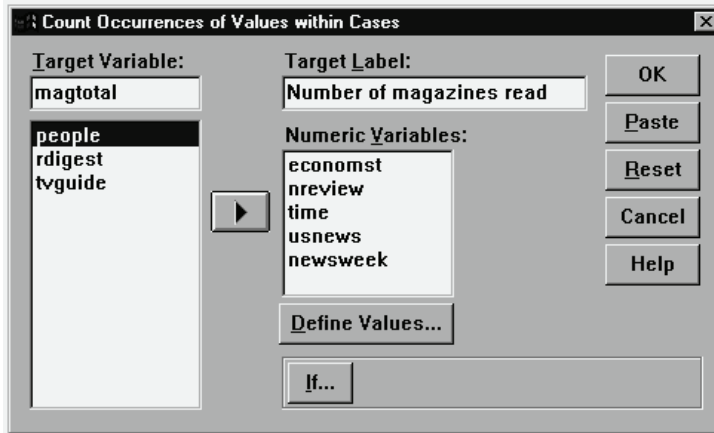 Count Occurrences of Values within Cases
Target Variable:
magtotal
people
rdigest
tvguide
Target Label:
Number of magazines read
Numeric Variables:
economst
nreview
time
usnews
newsweek
Define Values...
If...
OK
Paste
Reset
Cancel
Help